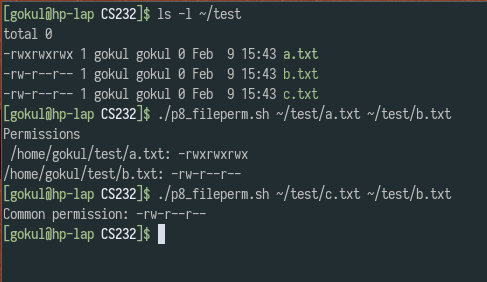 [gokul@hp-lap CS232]$ ls -l ~/test
total 0
-rwxrwxrwx 1 gokul gokul 0 Feb  9 15:43 a.txt
-rw-r--r-- 1 gokul gokul 0 Feb  9 15:43 b.txt
-rw-r--r-- 1 gokul gokul 0 Feb  9 15:43 c.txt
[gokul@hp-lap CS232]$ ./p8_fileperm.sh ~/test/a.txt ~/test/b.txt
Permissions
 /home/gokul/test/a.txt: -rwxrwxrwx
/home/gokul/test/b.txt: -rw-r--r--
[gokul@hp-lap CS232]$ ./p8_fileperm.sh ~/test/c.txt ~/test/b.txt
Common permission: -rw-r--r--
[gokul@hp-lap CS232]$